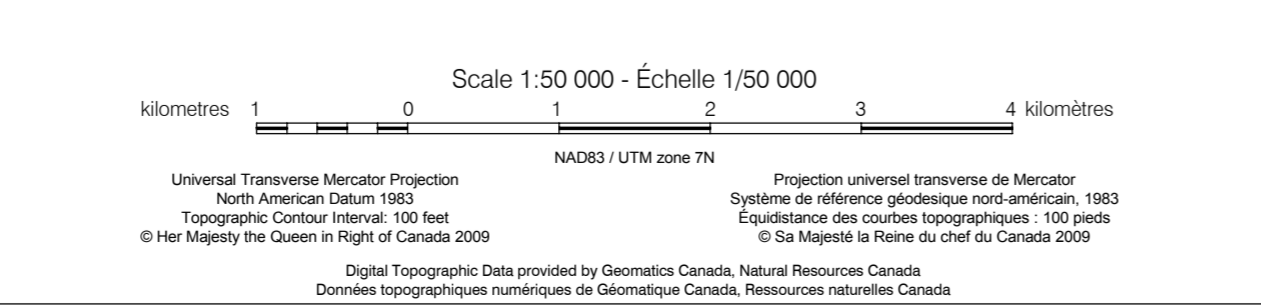 Scale 1:50 000 - Échelle 1/50 000
kilometres 1 0 1 2 3 4 kilomètres
NAD83 / UTM zone 7N
Universal Transverse Mercator Projection
North American Datum 1983
Topographic Contour Interval: 100 feet
© Her Majesty the Queen in Right of Canada 2009
Projection universel transverse de Mercator
Système de référence géodesique nord-américain, 1983
Équidistance des courbes topographiques : 100 pieds
© Sa Majesté la Reine du chef du Canada 2009
Digital Topographic Data provided by Geomatics Canada, Natural Resources Canada
Données topographiques numériques de Géomatique Canada, Ressources naturelles Canada